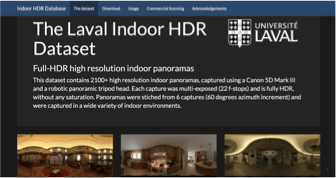 Indoor HDR Database The dataset Download Usage Commercial licensing Acknowledgements
The Laval Indoor HDR
Dataset
UNIVERSITÉ
LAVAL
Full-HDR high resolution indoor panoramas
This dataset contains 2100+ high resolution indoor panoramas, captured using a Canon 5D Mark III
and a robotic panoramic tripod head. Each capture was multi-exposed (22 f-stops) and is fully HDR,
without any saturation. Panoramas were stiched from 6 captures (60 degrees azimuth increment) and
were captured in a wide variety of indoor environments.